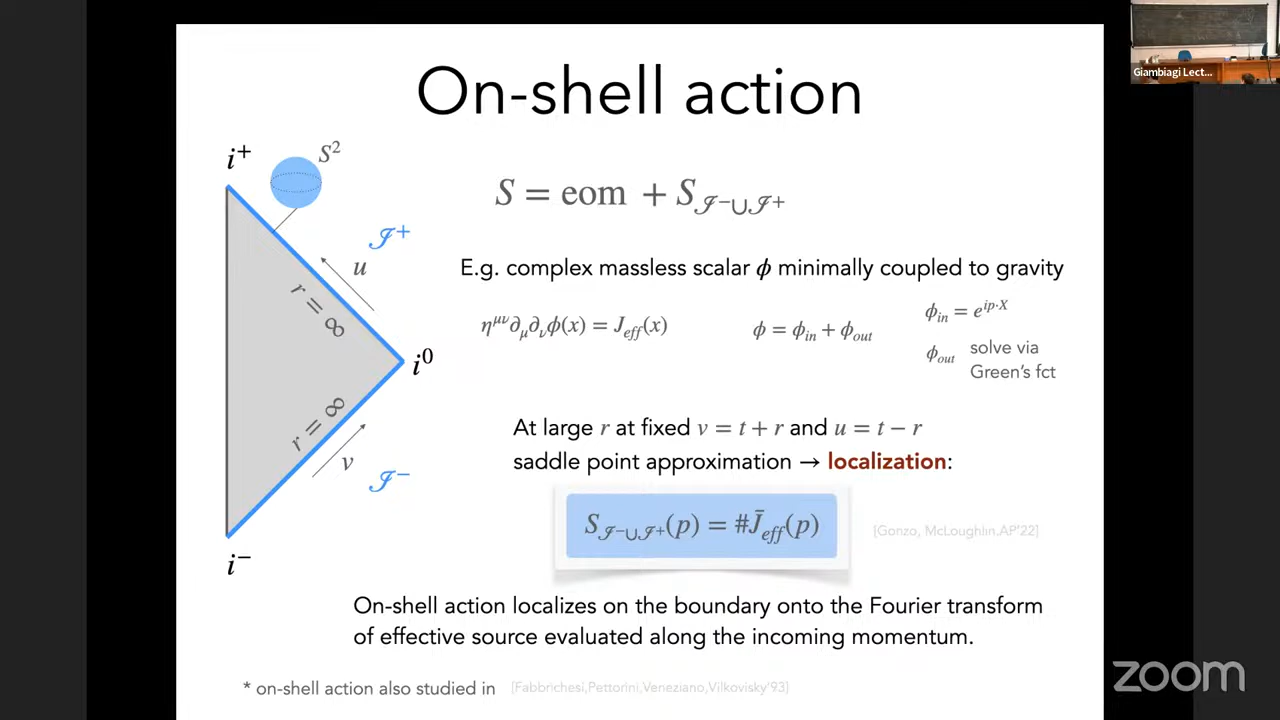 On-shell action
i⁺
S²
𝒥⁺
u
r = ∞
i⁰
r = ∞
v
𝒥⁻
i⁻
S = eom + S_{𝒥⁻∪𝒥⁺}
E.g. complex massless scalar ϕ minimally coupled to gravity
η^{μν}∂_μ∂_νϕ(x) = J_{eff}(x)
ϕ = ϕ_{in} + ϕ_{out}
ϕ_{in} = e^{ip·X}
ϕ_{out} solve via
Green's fct
At large r at fixed v = t + r and u = t − r
saddle point approximation → localization:
S_{𝒥⁻∪𝒥⁺}(p) = #J̄_{eff}(p)
[Gonzo, McLoughlin,AP'22]
On-shell action localizes on the boundary onto the Fourier transform
of effective source evaluated along the incoming momentum.
* on-shell action also studied in [Fabbrichesi,Pettorini,Veneziano,Vilkovisky'93]
Giambiagi Lect...
zoom